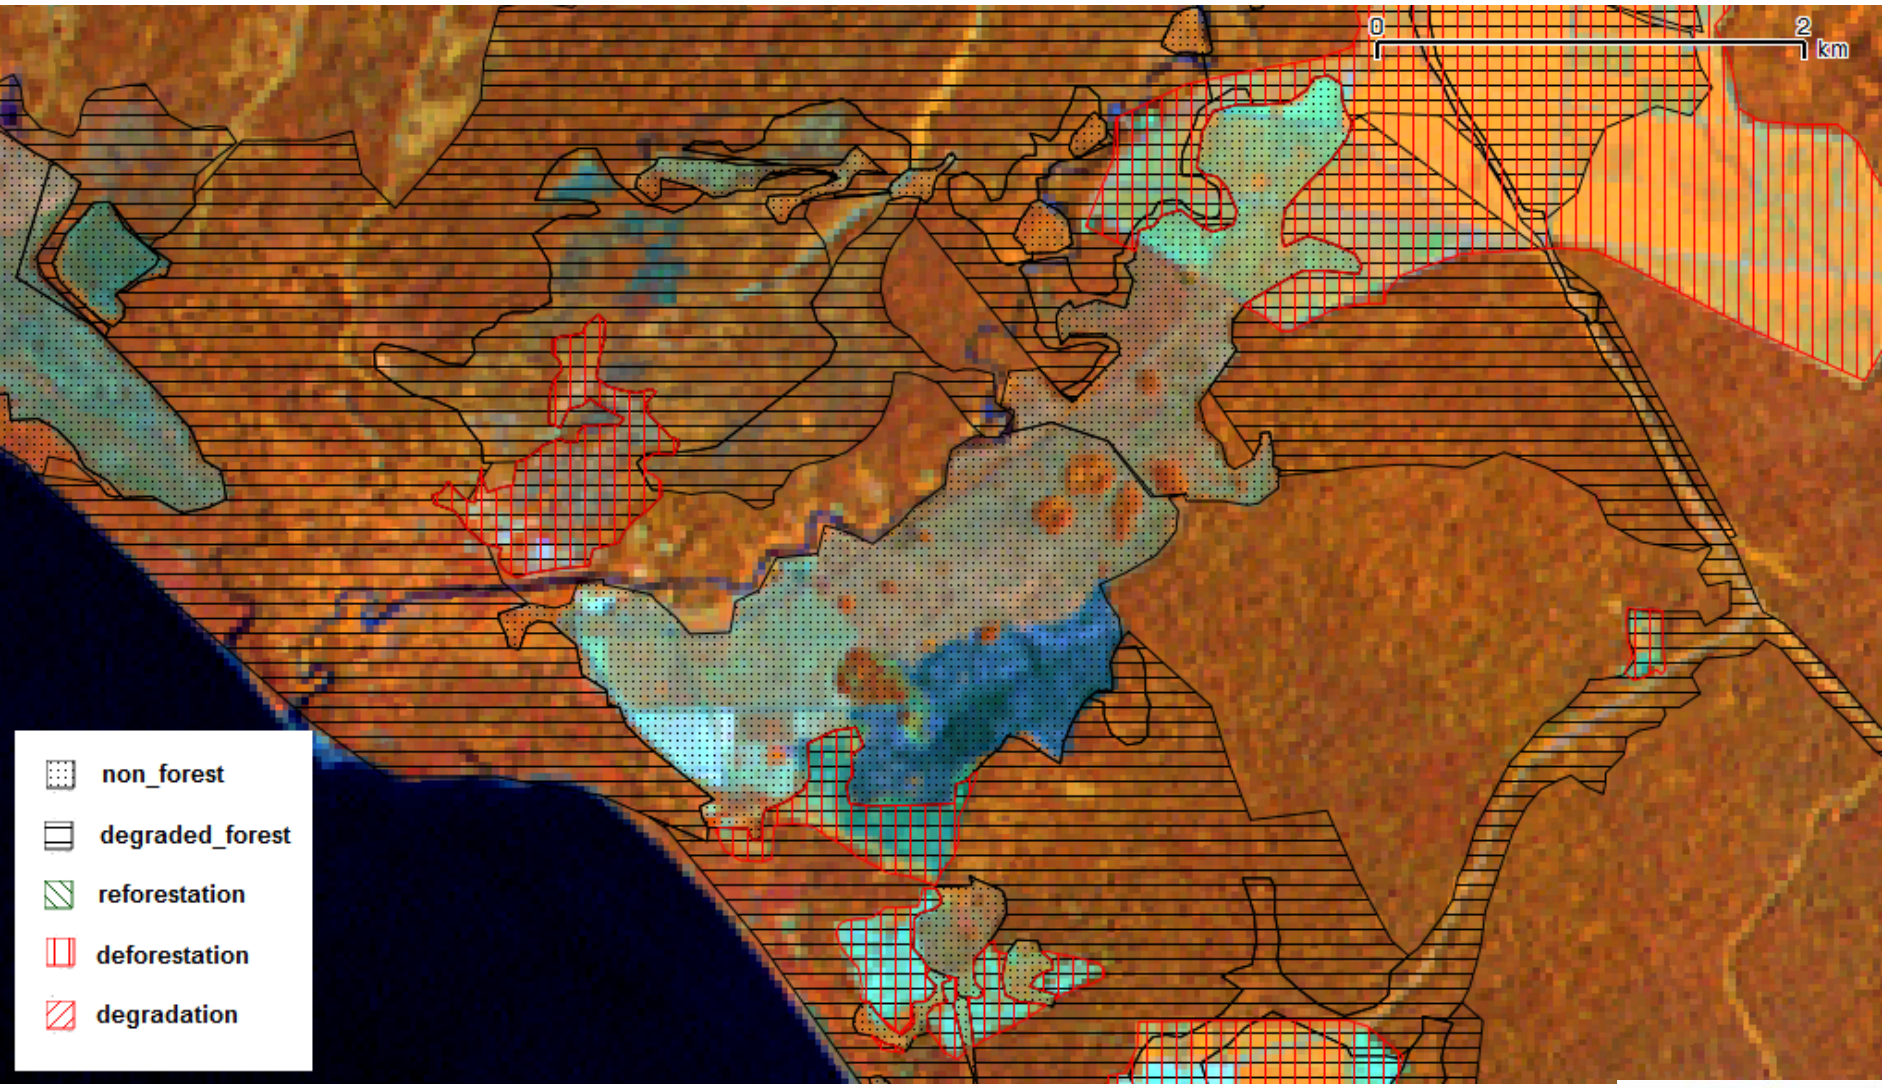 0 2
km
non_forest
degraded_forest
reforestation
deforestation
degradation